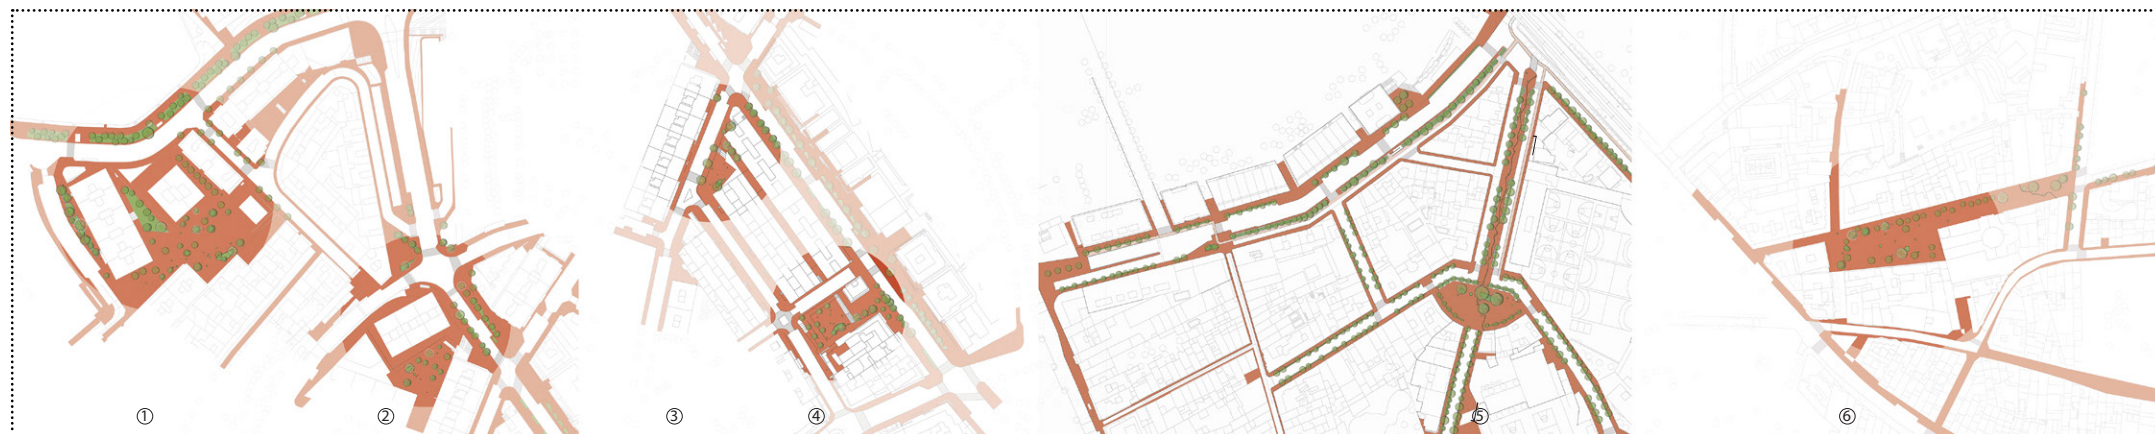 ① ② ③ ④ ⑤ ⑥